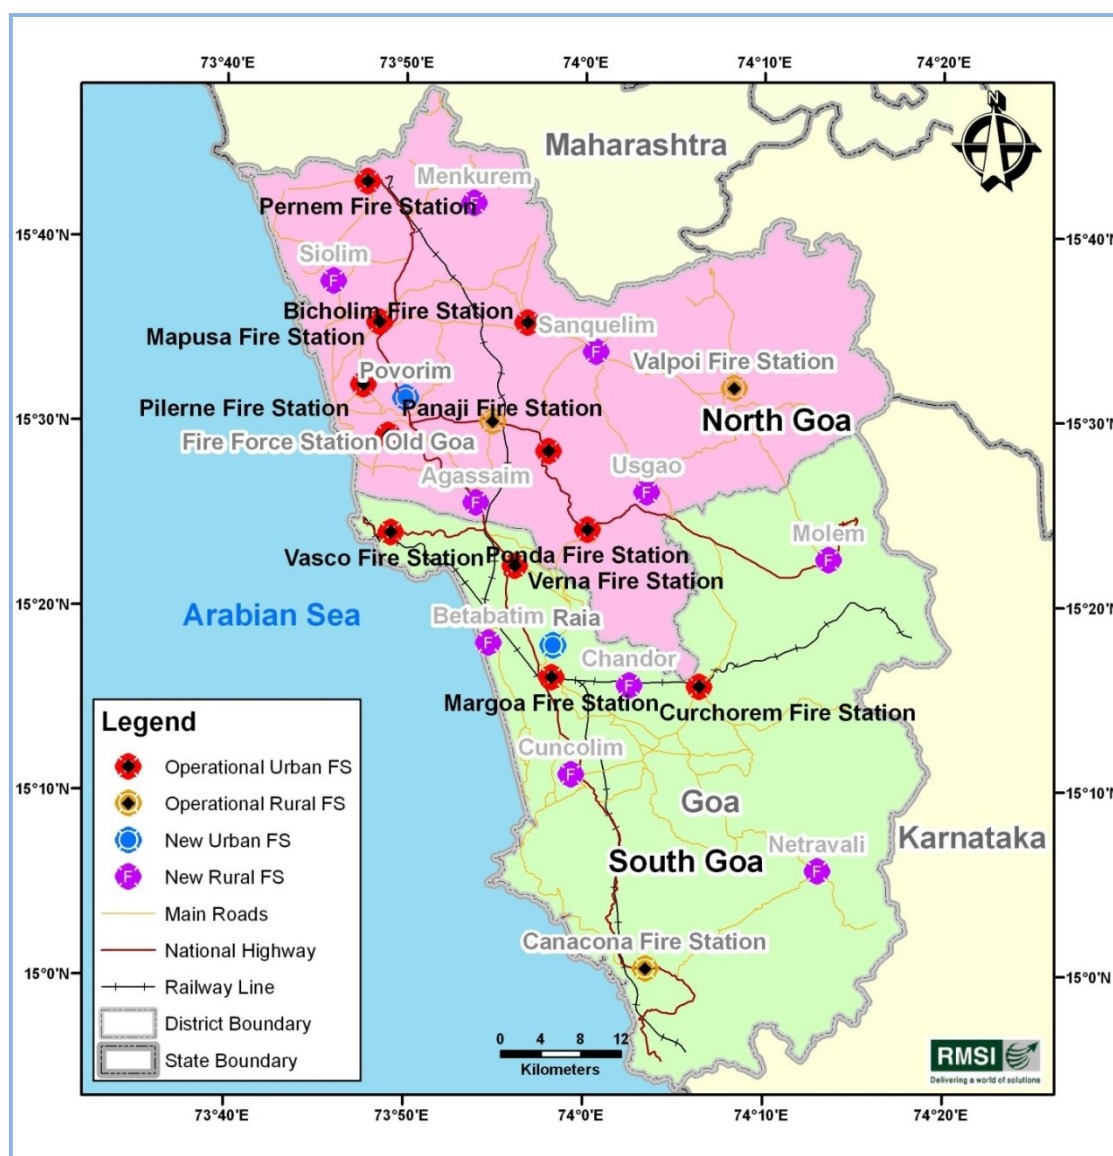 73°40'E 73°50'E 74°0'E 74°10'E 74°20'E
N
Maharashtra
Menkurem
F
Pernem Fire Station
15°40'N 15°40'N
Siolim
F
Bicholim Fire Station
Mapusa Fire Station
Sanquelim
F
Valpoi Fire Station
Povorim
Pilerne Fire Station
Panaji Fire Station
North Goa
15°30'N 15°30'N
Fire Force Station Old Goa
Agassaim
F
Usgao
F
Molem
F
Vasco Fire Station
Ponda Fire Station
Verna Fire Station
15°20'N 15°20'N
Arabian Sea
Betabatim
F
Raia
Chandor
F
Margoa Fire Station
Curchorem Fire Station
Cuncolim
F
15°10'N 15°10'N
Goa
Karnataka
South Goa
Netravali
F
Canacona Fire Station
15°0'N 15°0'N
Legend
Operational Urban FS
Operational Rural FS
New Urban FS
F New Rural FS
Main Roads
National Highway
Railway Line
District Boundary
State Boundary
0 4 8 12
Kilometers
RMSI
Delivering a world of solutions
73°40'E 73°50'E 74°0'E 74°10'E 74°20'E